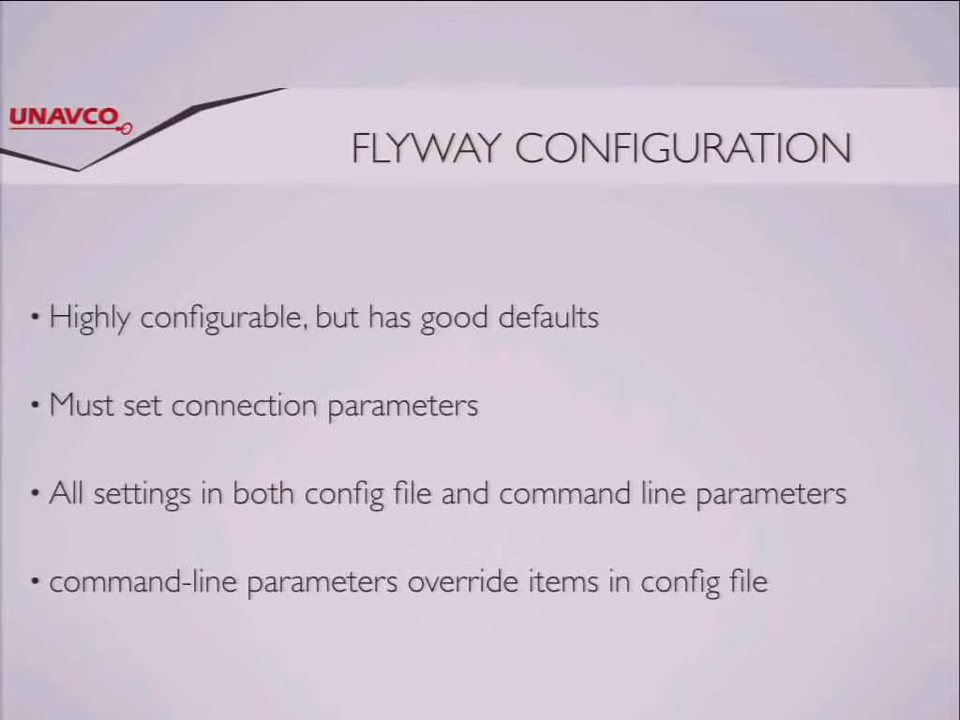 UNAVCO
FLYWAY CONFIGURATION
• Highly configurable, but has good defaults
• Must set connection parameters
• All settings in both config file and command line parameters
• command-line parameters override items in config file